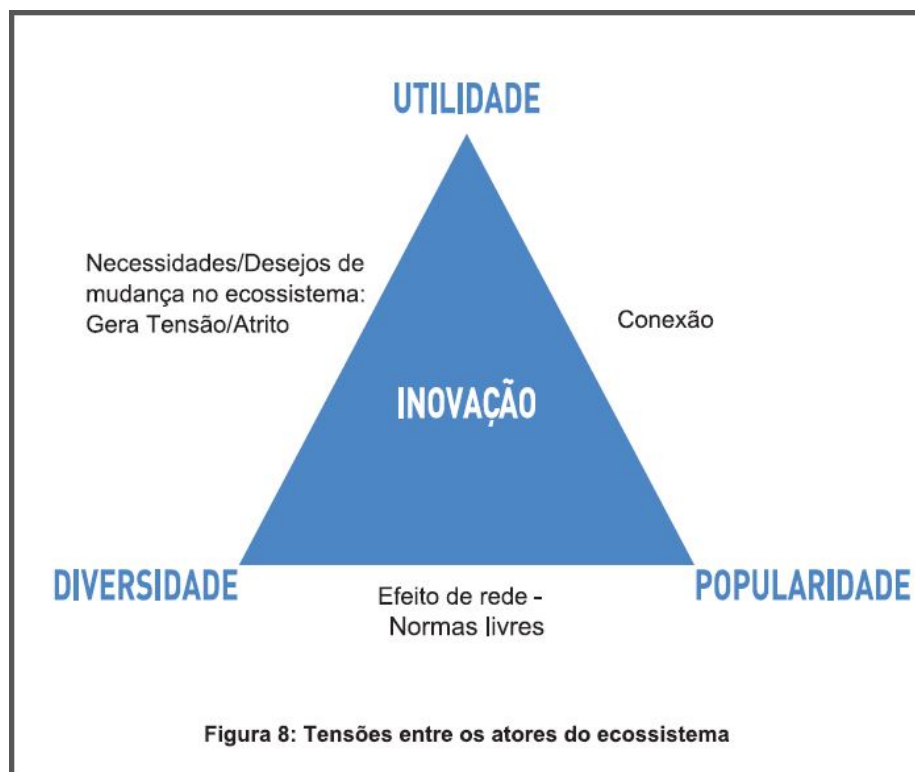 UTILIDADE
Necessidades/Desejos de
mudança no ecossistema:
Gera Tensão/Atrito
Conexão
INOVAÇÃO
DIVERSIDADE
Efeito de rede -
Normas livres
POPULARIDADE
Figura 8: Tensões entre os atores do ecossistema